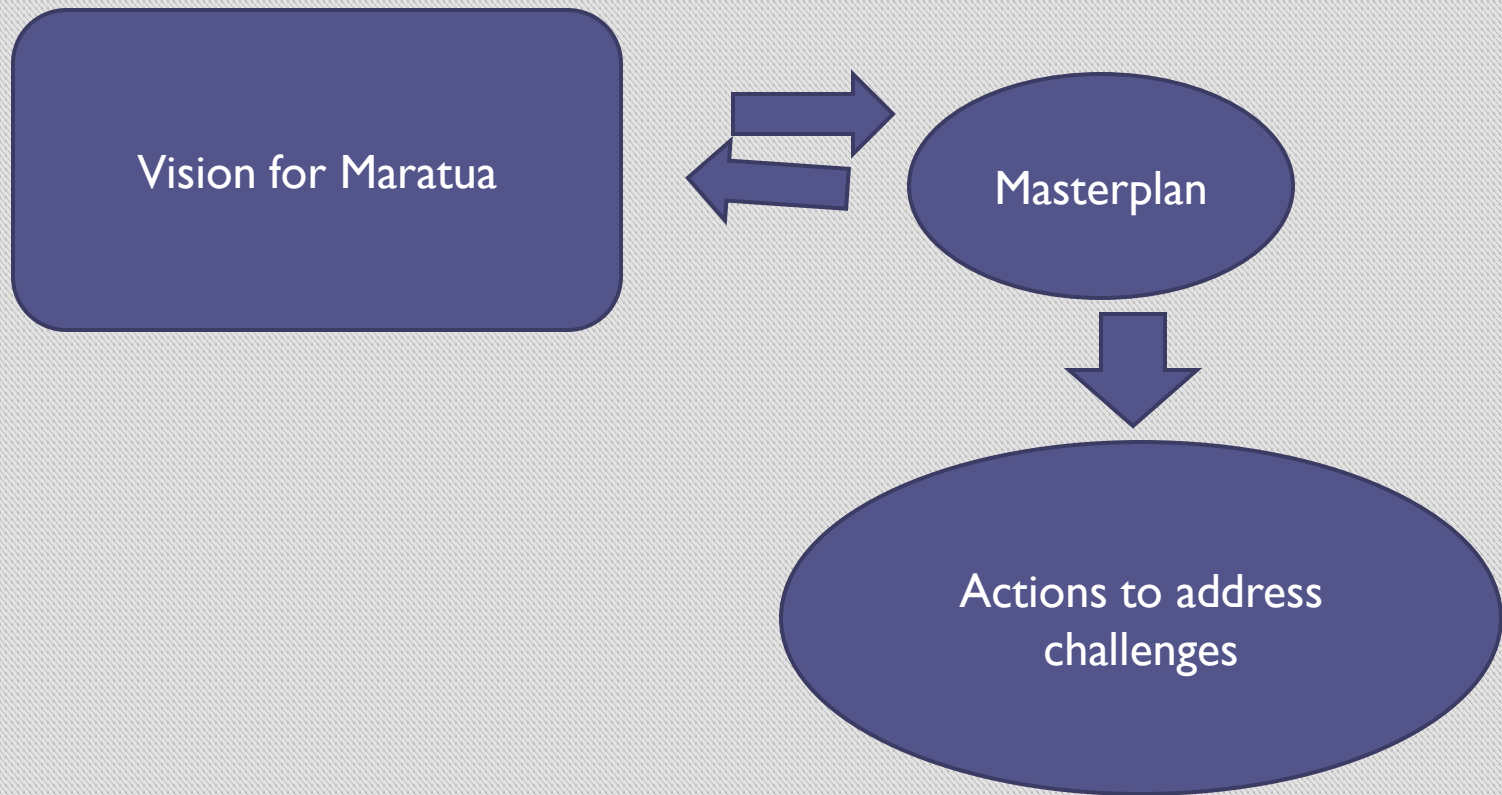 Vision for Maratua
Masterplan
Actions to address
challenges